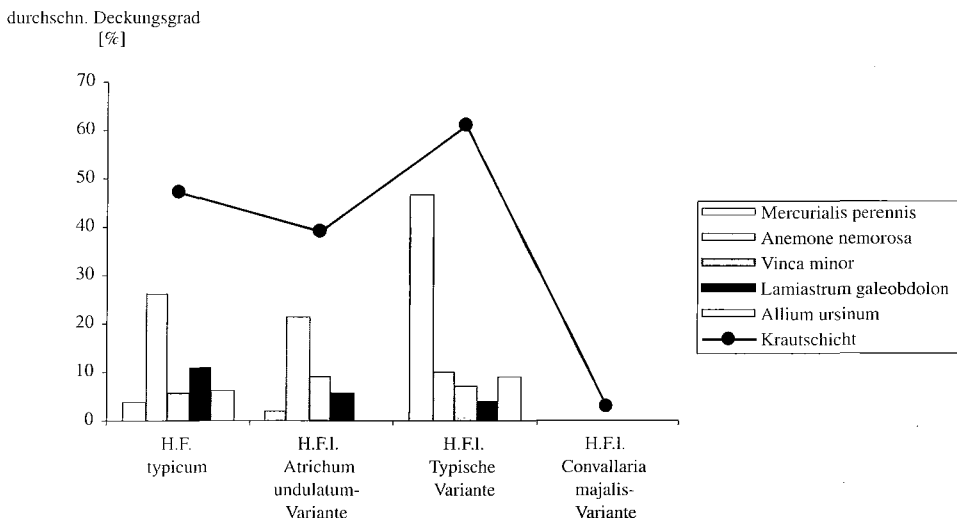 durchschn. Deckungsgrad
[%]
70
60
50
40
30
20
10
0
H.F.
typicum
H.F.l.
Atrichum
undulatum-
Variante
H.F.l.
Typische
Variante
H.F.l.
Convallaria
majalis-
Variante
Mercurialis perennis
Anemone nemorosa
Vinca minor
Lamiastrum galeobdolon
Allium ursinum
Krautschicht